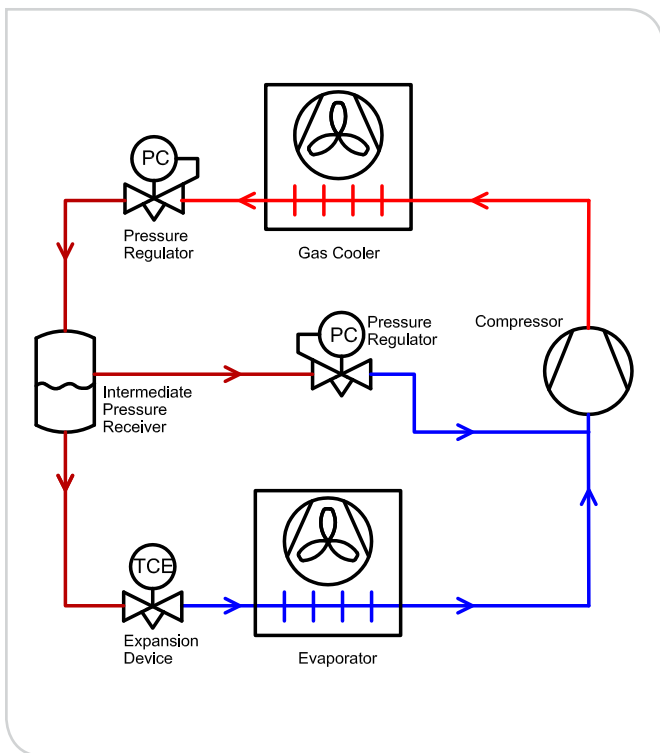 PC
Pressure
Regulator
Gas Cooler
PC
Pressure
Regulator
Compressor
Intermediate
Pressure
Receiver
TCE
Expansion
Device
Evaporator